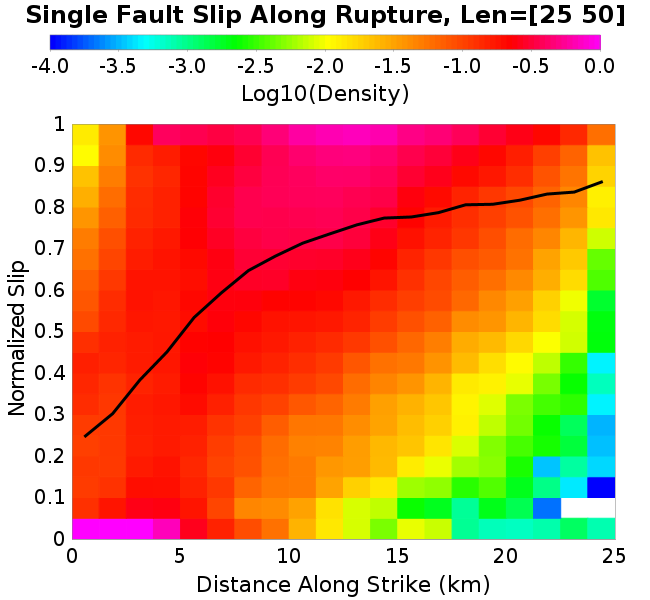 Single Fault Slip Along Rupture, Len=[25 50]
-4.0 -3.5 -3.0 -2.5 -2.0 -1.5 -1.0 -0.5 0.0
Log10(Density)
1
0.9
0.8
0.7
0.6
0.5
0.4
0.3
0.2
0.1
0
Normalized Slip
0 5 10 15 20 25
Distance Along Strike (km)